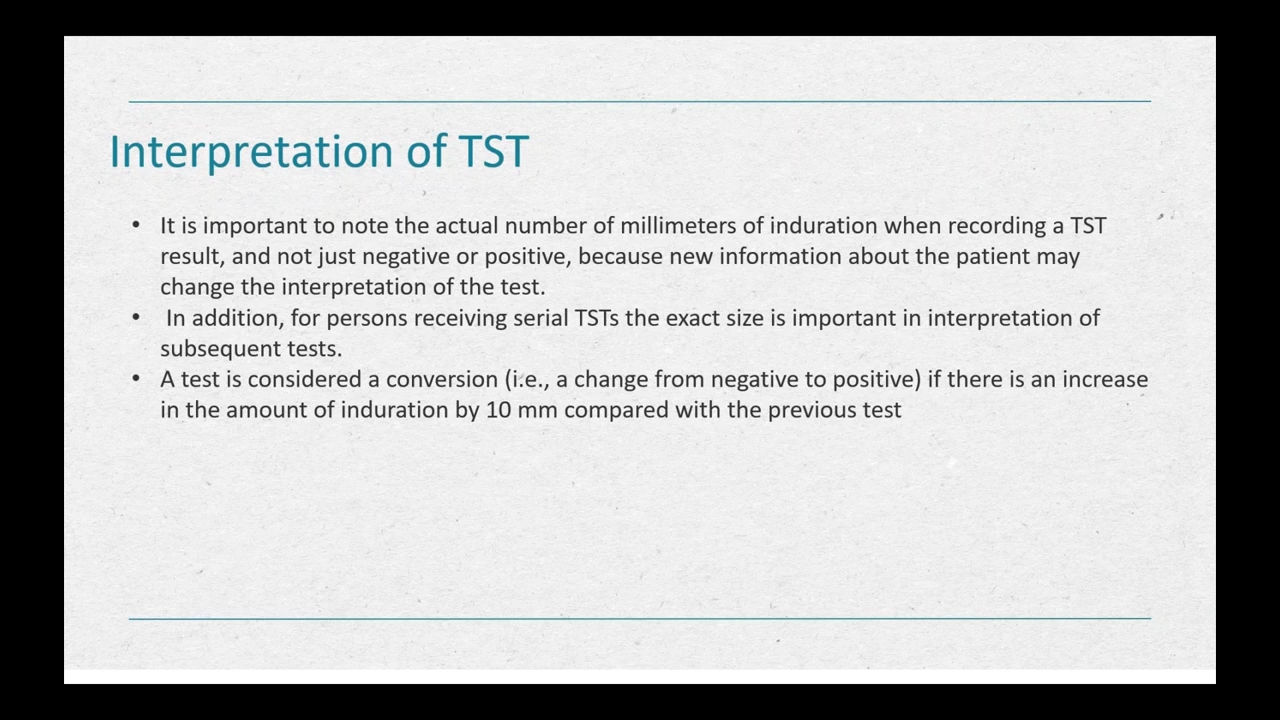 Interpretation of TST
• It is important to note the actual number of millimeters of induration when recording a TST
result, and not just negative or positive, because new information about the patient may
change the interpretation of the test.
• In addition, for persons receiving serial TSTs the exact size is important in interpretation of
subsequent tests.
• A test is considered a conversion (i.e., a change from negative to positive) if there is an increase
in the amount of induration by 10 mm compared with the previous test